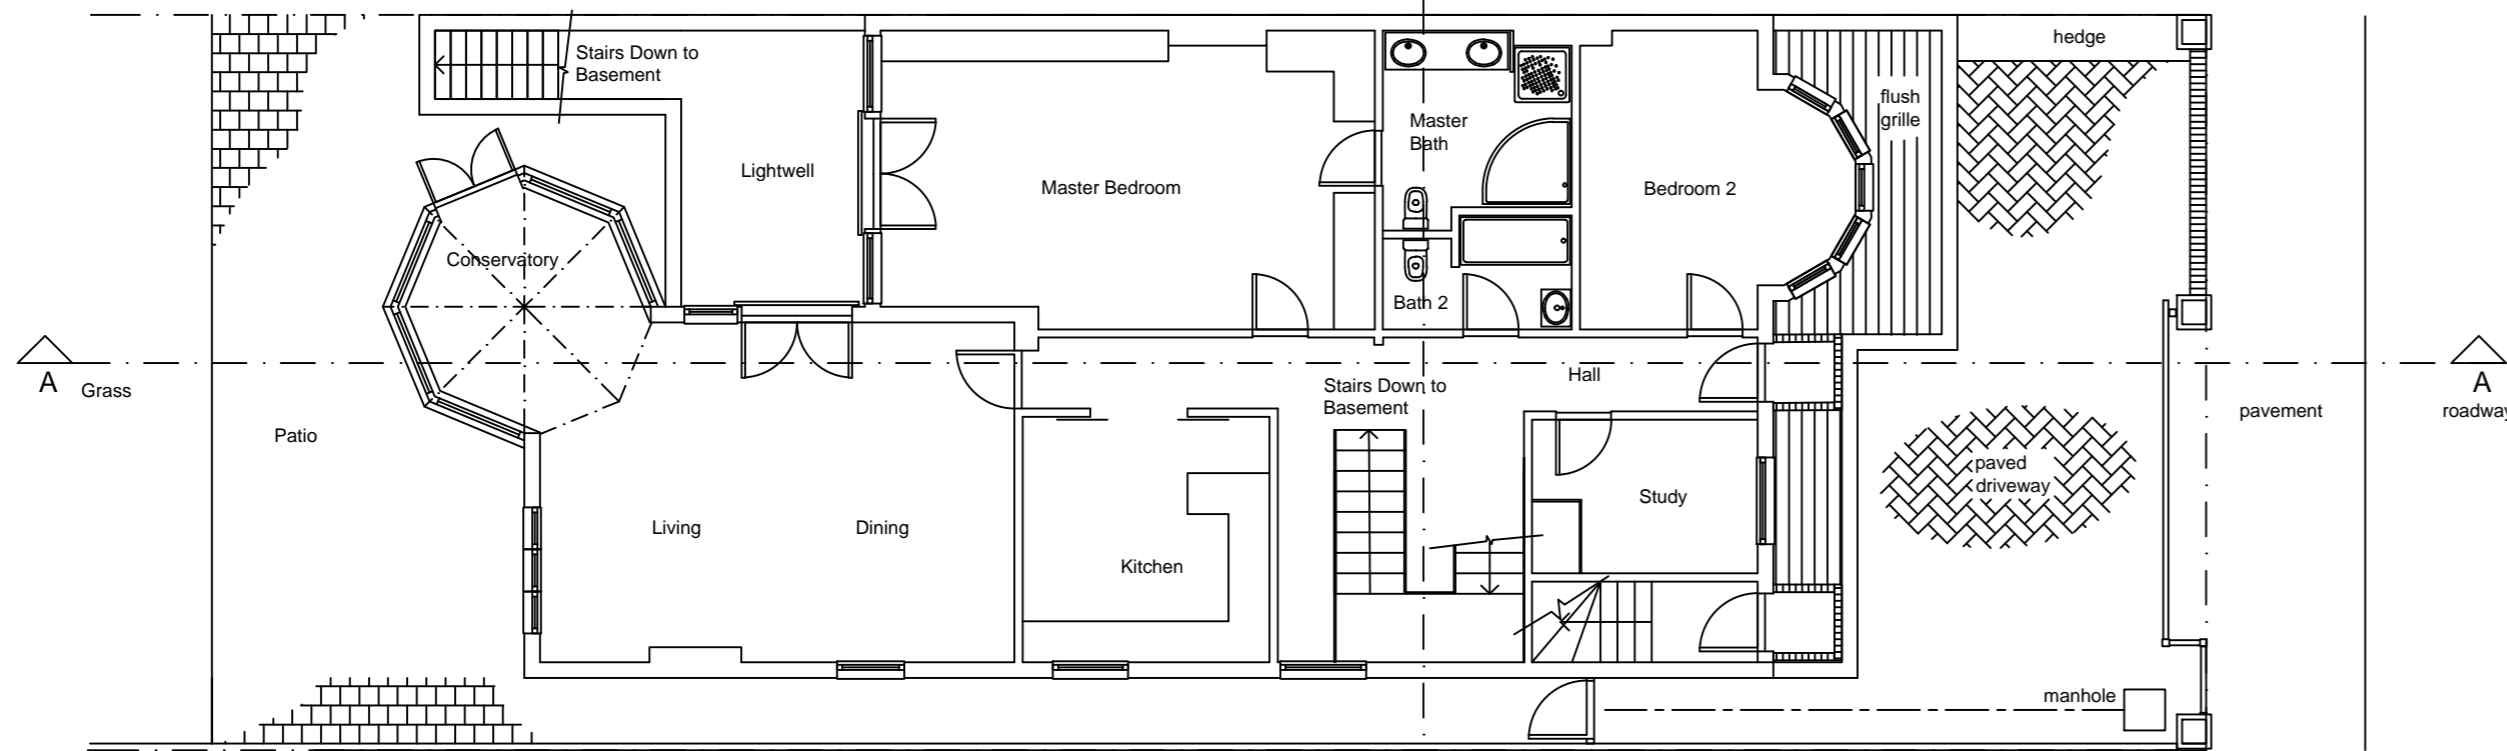 hedge
Stairs Down to
Basement
flush
grille
Master
Bath
Lightwell
Master Bedroom
Bedroom 2
Conservatory
Bath 2
A
Grass
Hall
Stairs Down to
Basement
A
pavement
roadway
Patio
paved
driveway
Study
Living
Dining
Kitchen
manhole